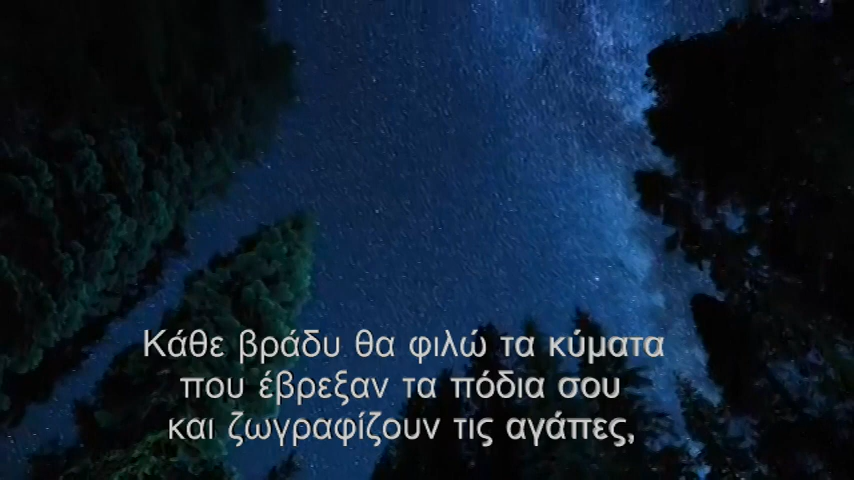 Κάθε βράδυ θα φιλώ τα κύματα
που έβρεξαν τα πόδια σου
και ζωγραφίζουν τις αγάπες,